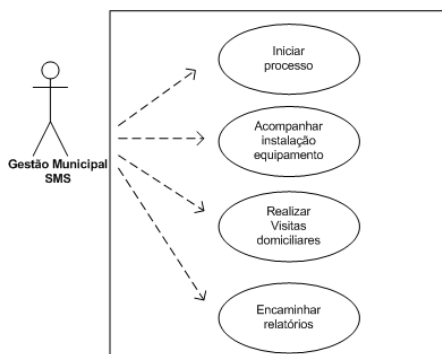 Iniciar
processo
Acompanhar
instalação
equipamento
Gestão Municipal
SMS
Realizar
Visitas
domiciliares
Encaminhar
relatórios